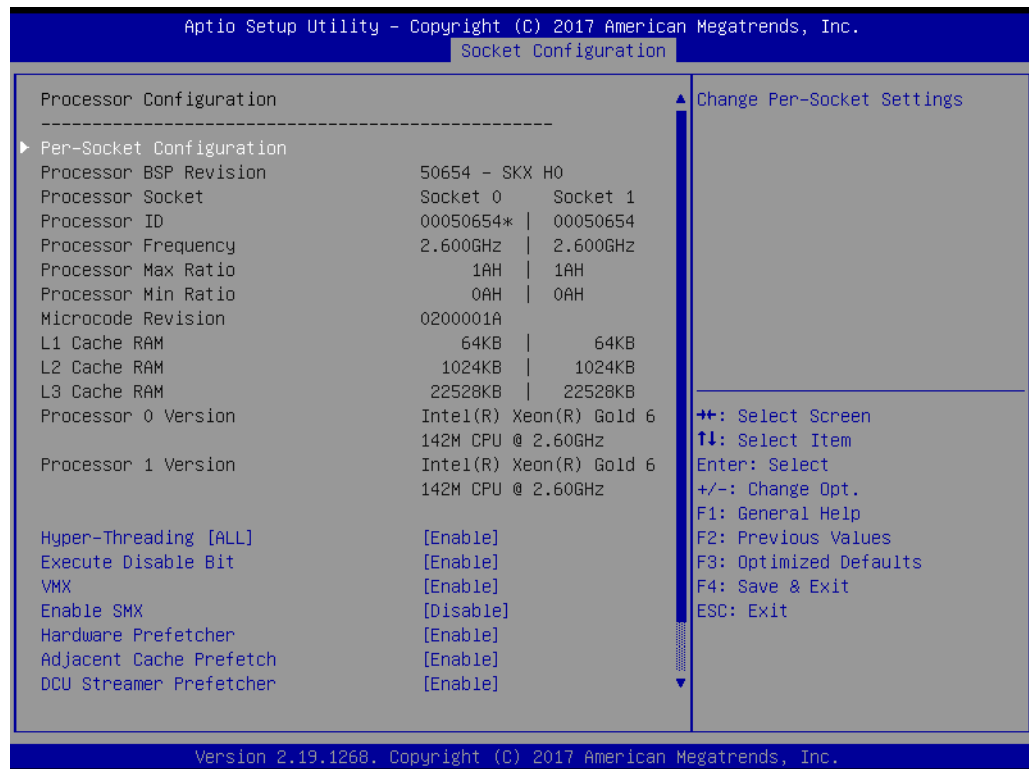 Aptio Setup Utility – Copyright (C) 2017 American Megatrends, Inc.
Socket Configuration
Processor Configuration
--------------------------------------------------
Per-Socket Configuration
Processor BSP Revision 50654 - SKX H0
Processor Socket Socket 0 Socket 1
Processor ID 00050654* | 00050654
Processor Frequency 2.600GHz | 2.600GHz
Processor Max Ratio 1AH | 1AH
Processor Min Ratio 0AH | 0AH
Microcode Revision 0200001A
L1 Cache RAM 64KB | 64KB
L2 Cache RAM 1024KB | 1024KB
L3 Cache RAM 22528KB | 22528KB
Processor 0 Version Intel(R) Xeon(R) Gold 6
142M CPU @ 2.60GHz
Processor 1 Version Intel(R) Xeon(R) Gold 6
142M CPU @ 2.60GHz
Hyper-Threading [ALL] [Enable]
Execute Disable Bit [Enable]
VMX [Enable]
Enable SMX [Disable]
Hardware Prefetcher [Enable]
Adjacent Cache Prefetch [Enable]
DCU Streamer Prefetcher [Enable]
Change Per-Socket Settings
→←: Select Screen
↑↓: Select Item
Enter: Select
+/-: Change Opt.
F1: General Help
F2: Previous Values
F3: Optimized Defaults
F4: Save & Exit
ESC: Exit
Version 2.19.1268. Copyright (C) 2017 American Megatrends, Inc.